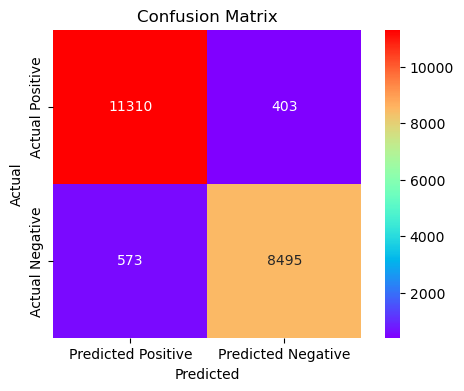 Confusion Matrix
Actual
Actual Positive
Actual Negative
11310
403
573
8495
Predicted Positive
Predicted Negative
Predicted
10000
8000
6000
4000
2000